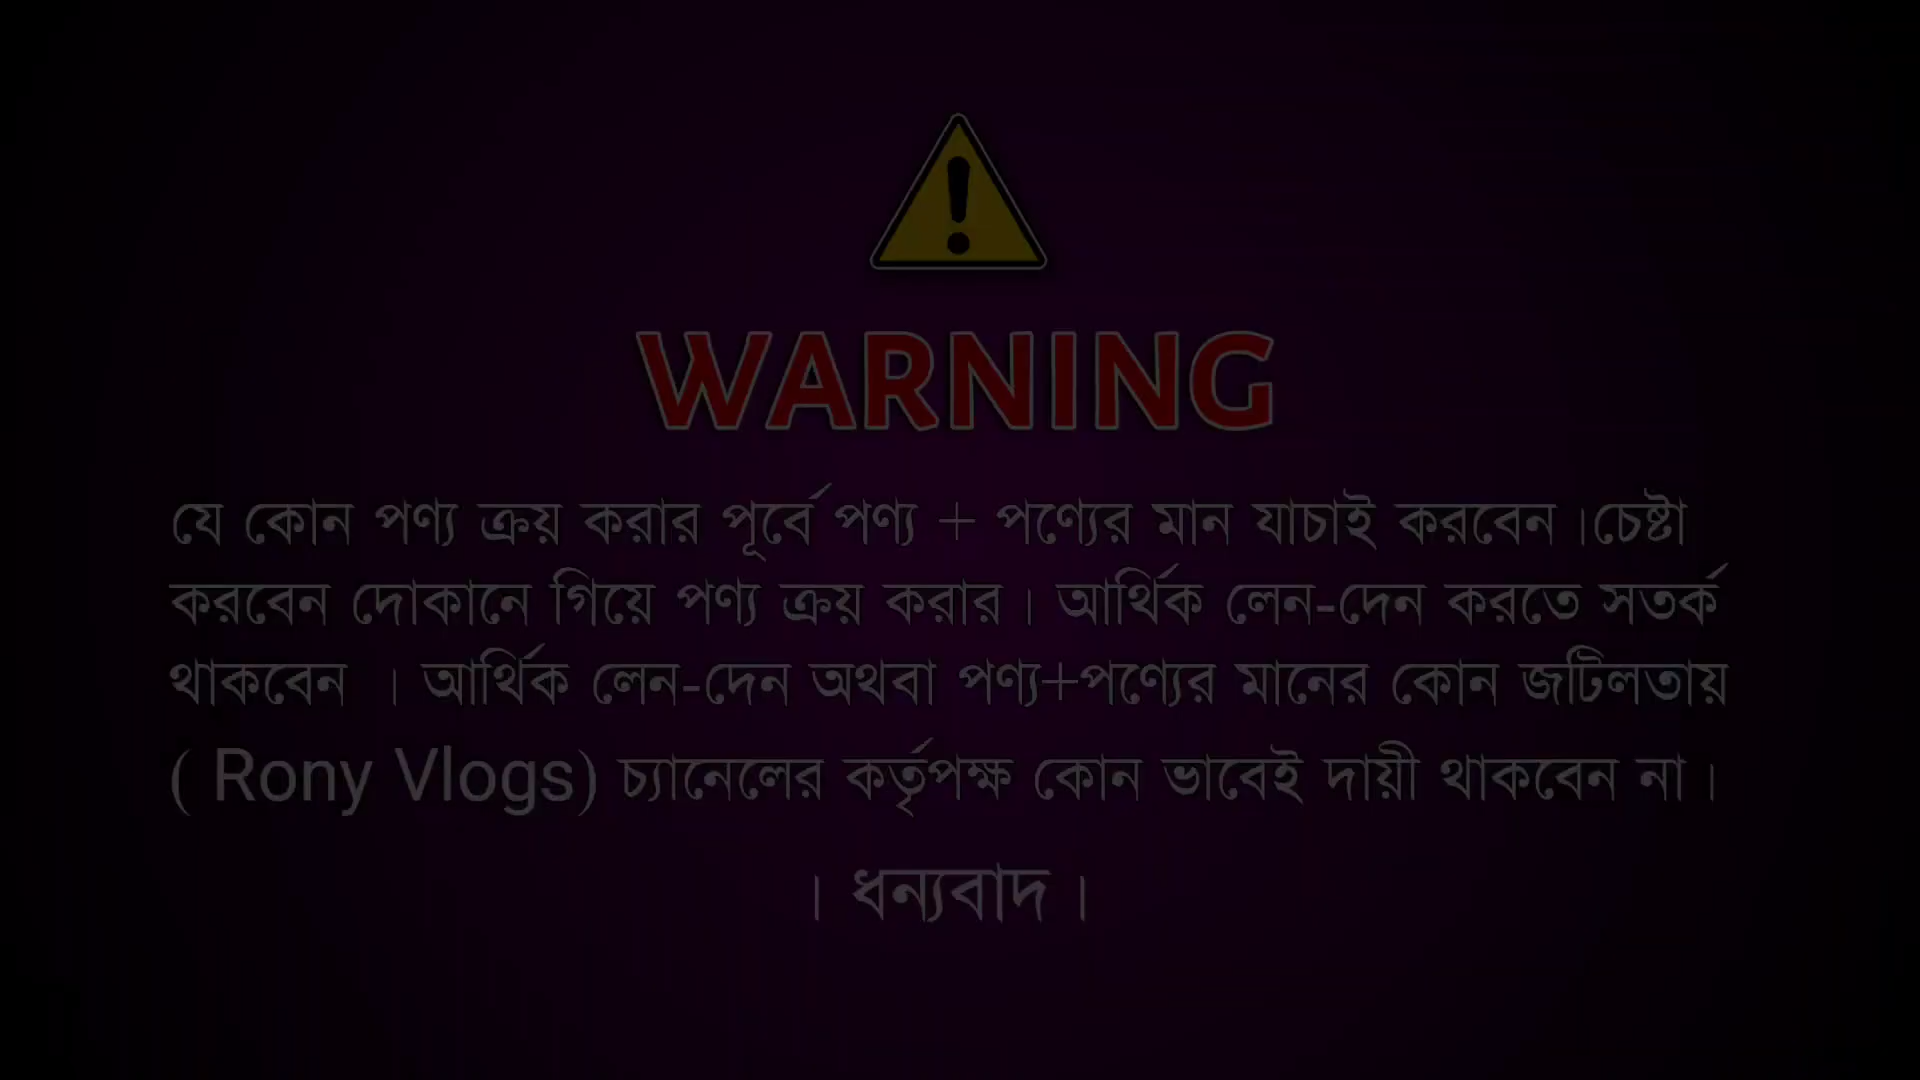 WARNING
যে কোন পণ্য ক্রয় করার পূর্বে পণ্য + পণ্যের মান যাচাই করবেন।চেষ্টা
করবেন দোকানে গিয়ে পণ্য ক্রয় করার। আর্থিক লেন-দেন করতে সতর্ক
থাকবেন । আর্থিক লেন-দেন অথবা পণ্য+পণ্যের মানের কোন জটিলতায়
( Rony Vlogs) চ্যানেলের কর্তৃপক্ষ কোন ভাবেই দায়ী থাকবেন না।
। ধন্যবাদ ।